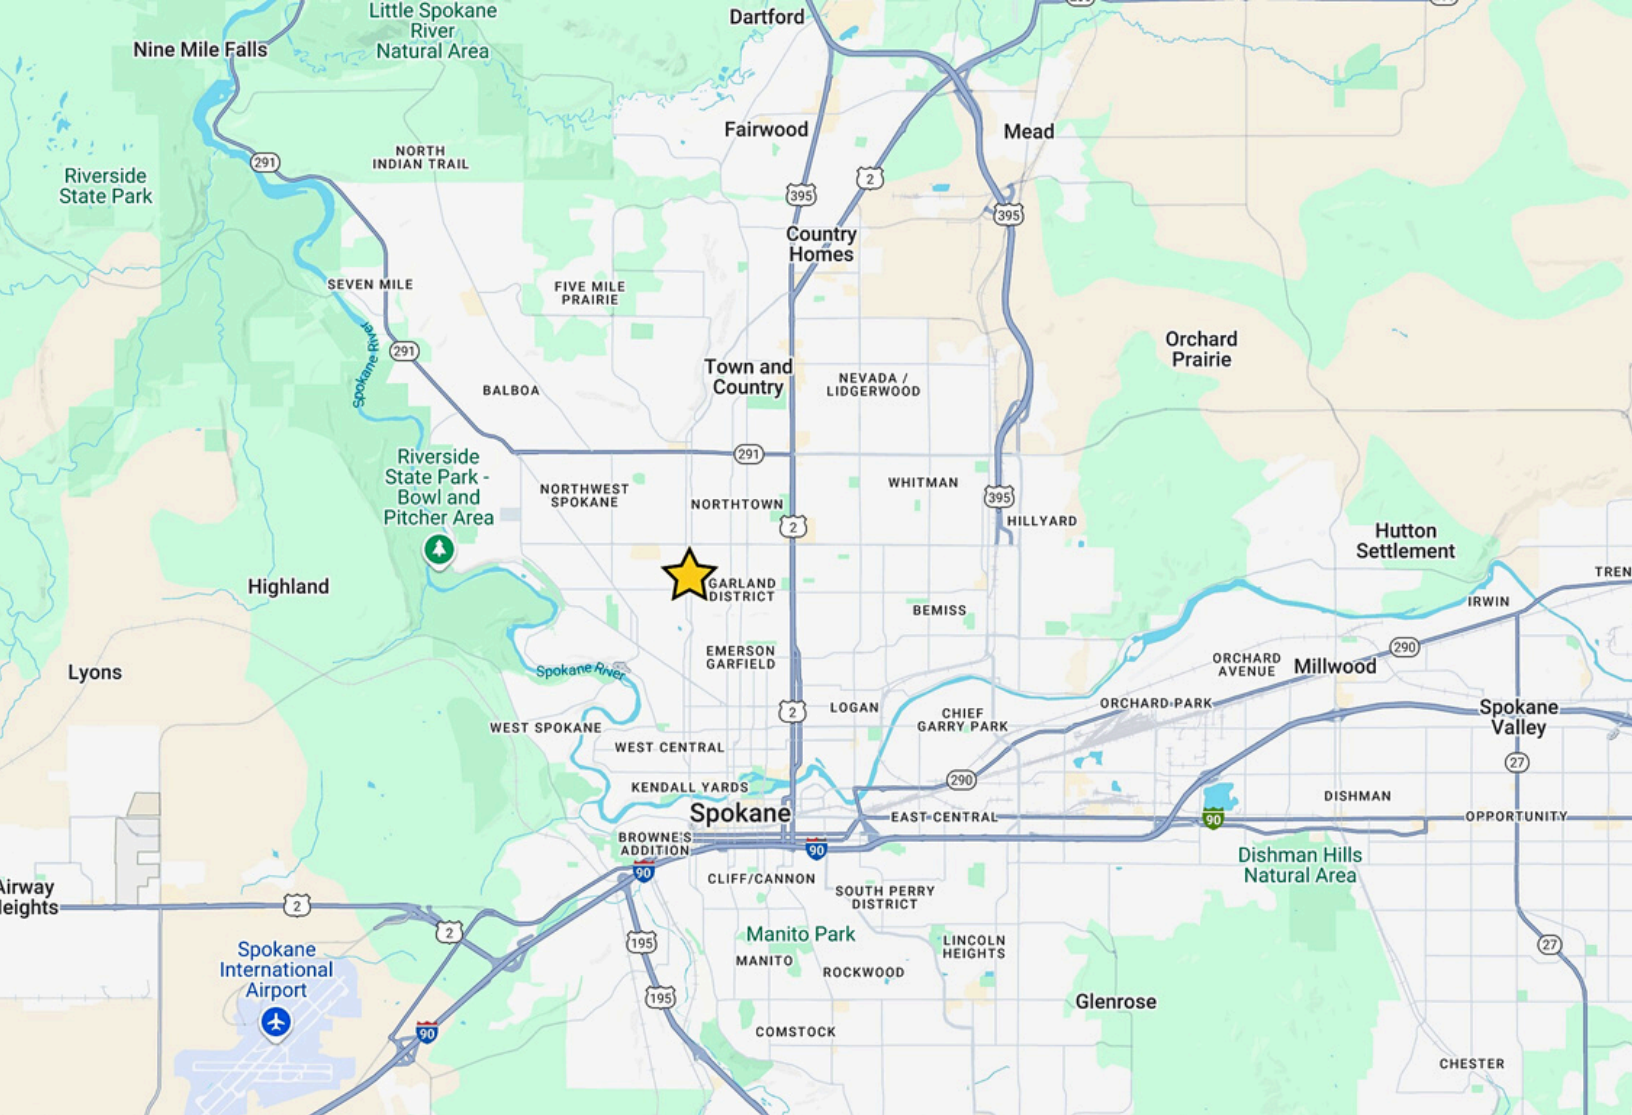 Little Spokane
River
Natural Area
Dartford
Nine Mile Falls
Fairwood
Mead
NORTH
INDIAN TRAIL
291
Riverside
State Park
2
395
395
Country
Homes
SEVEN MILE
FIVE MILE
PRAIRIE
Spokane River
291
Orchard
Prairie
Town and
Country
NEVADA /
LIDGERWOOD
BALBOA
291
Riverside
State Park -
Bowl and
Pitcher Area
WHITMAN
NORTHWEST
SPOKANE
NORTHTOWN
395
HILLYARD
2
Hutton
Settlement
TREN
Highland
GARLAND
DISTRICT
IRWIN
BEMISS
EMERSON
GARFIELD
290
ORCHARD
AVENUE
Millwood
Lyons
Spokane River
ORCHARD PARK
LOGAN
2
CHIEF
GARRY PARK
Spokane
Valley
WEST SPOKANE
WEST CENTRAL
27
290
KENDALL YARDS
DISHMAN
Spokane
EAST CENTRAL
90
OPPORTUNITY
BROWNE'S
ADDITION
90
90
Dishman Hills
Natural Area
CLIFF/CANNON
SOUTH PERRY
DISTRICT
Airway
Heights
2
2
Manito Park
195
LINCOLN
HEIGHTS
27
Spokane
International
Airport
MANITO
ROCKWOOD
195
Glenrose
90
COMSTOCK
CHESTER